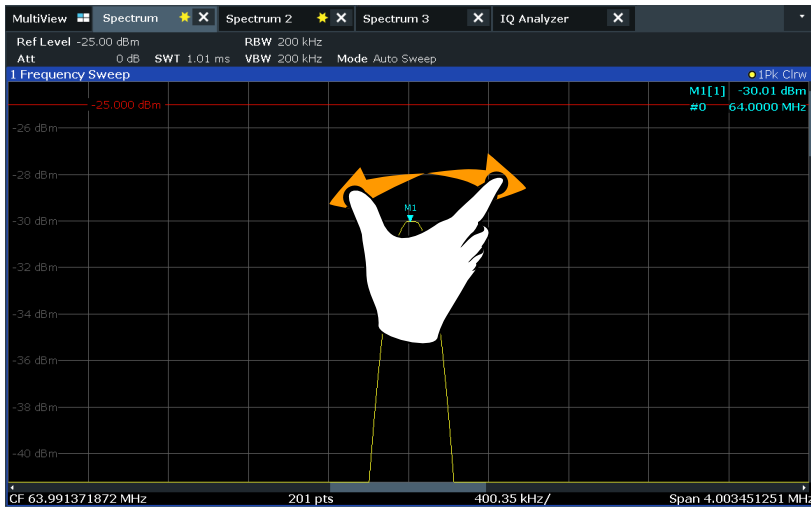 MultiView Spectrum Spectrum 2 Spectrum 3 IQ Analyzer
Ref Level -25.00 dBm RBW 200 kHz
Att 0 dB SWT 1.01 ms VBW 200 kHz Mode Auto Sweep
1 Frequency Sweep 1Pk Clrw
M1[1] -30.01 dBm
-25.000 dBm #0 64.0000 MHz
-26 dBm
-28 dBm
M1
-30 dBm
-32 dBm
-34 dBm
-36 dBm
-38 dBm
-40 dBm
CF 63.991371872 MHz 201 pts 400.35 kHz/ Span 4.003451251 MHz